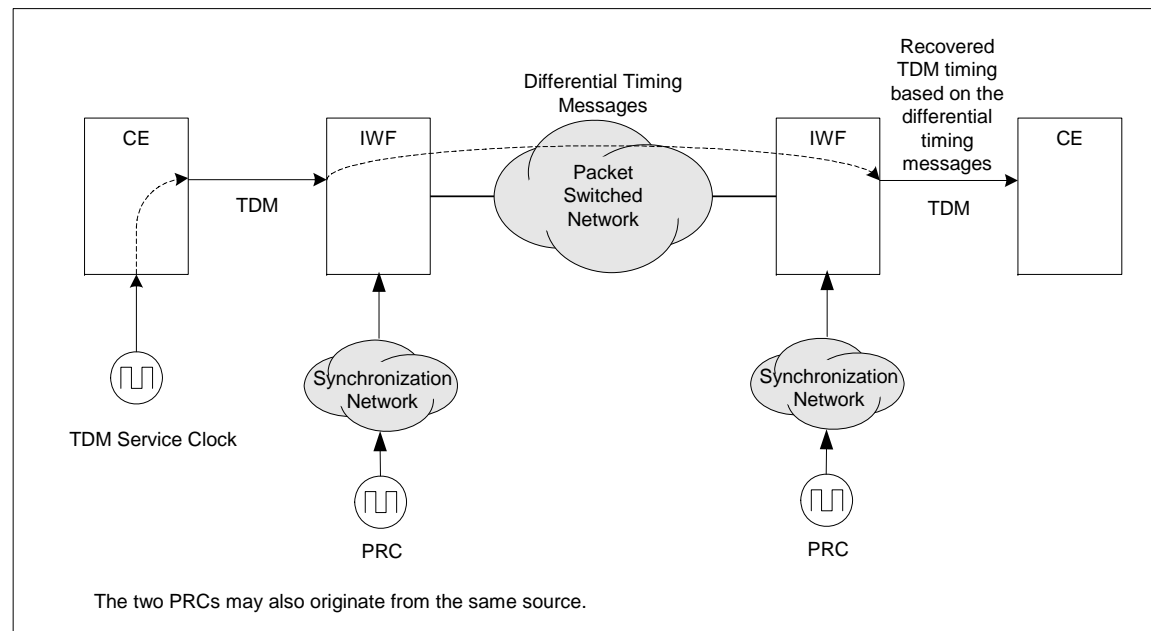 Differential Timing
Messages
Recovered
TDM timing
based on the
differential
timing
messages
CE
IWF
IWF
CE
Packet
Switched
Network
TDM
TDM
Synchronization
Network
Synchronization
Network
TDM Service Clock
PRC
PRC
The two PRCs may also originate from the same source.